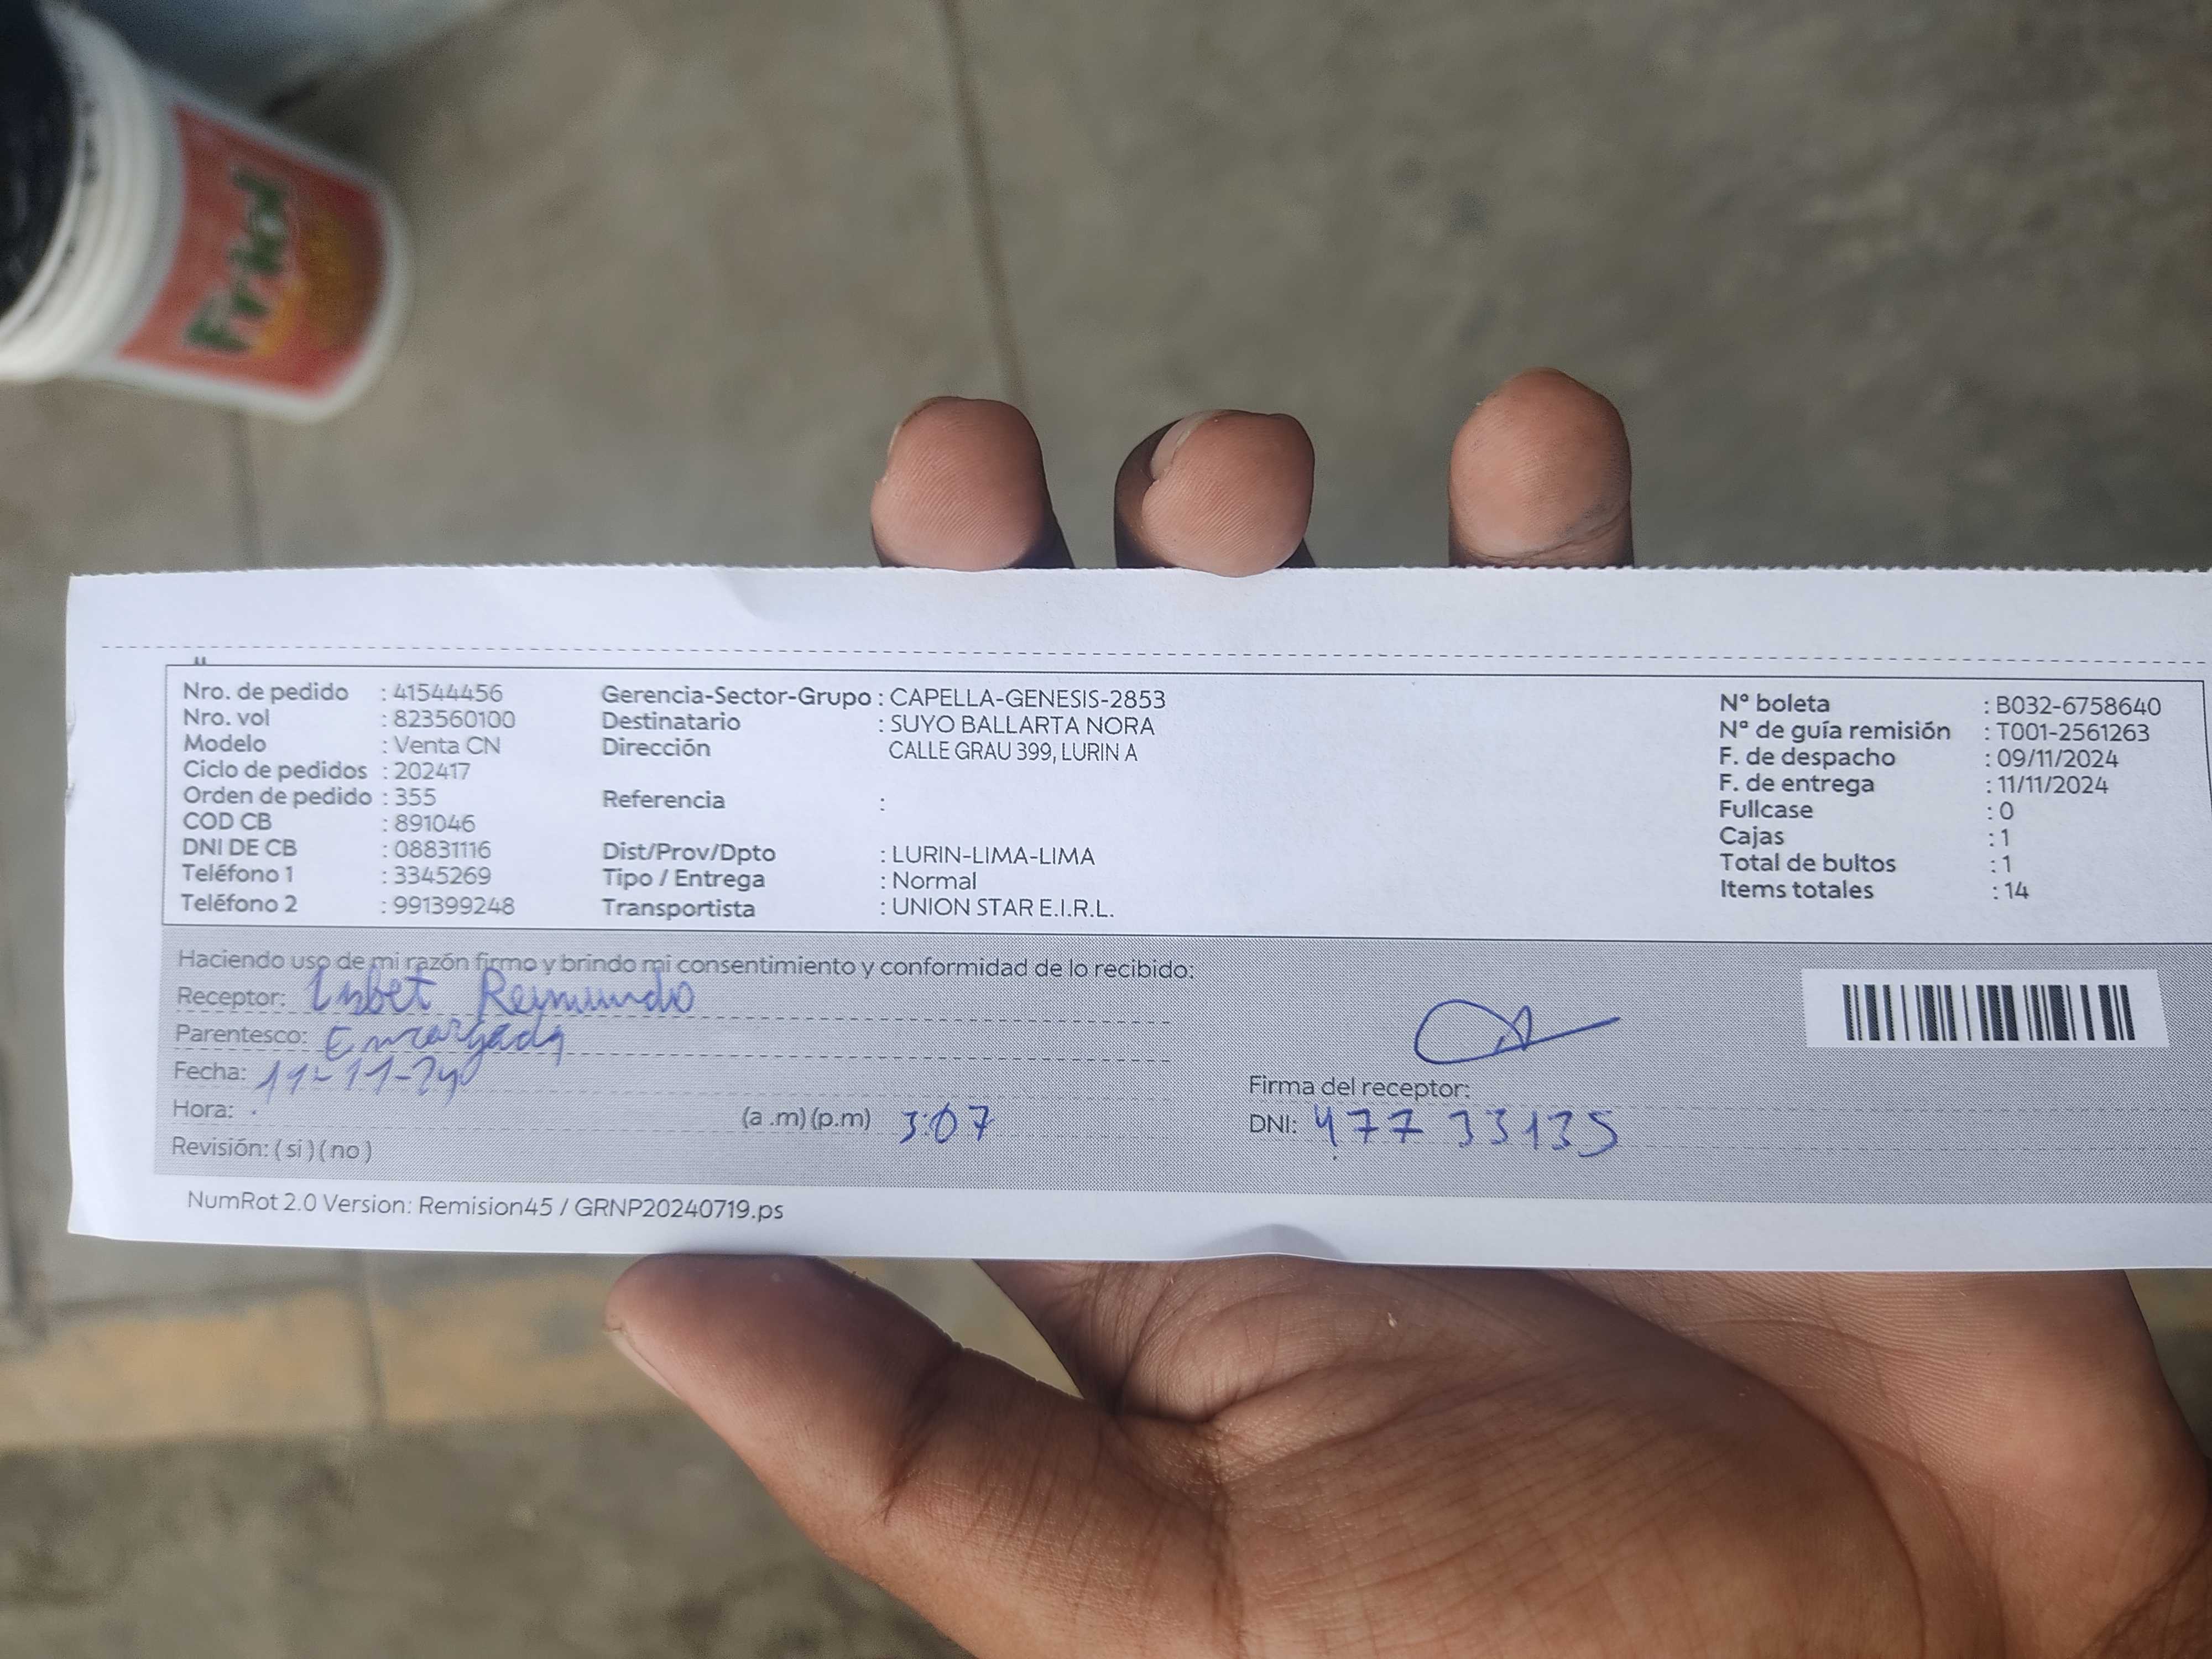 Friol
Nro. de pedido : 41544456
Nro. vol : 823560100
Modelo : Venta CN
Ciclo de pedidos : 202417
Orden de pedido : 355
COD CB : 891046
DNI DE CB : 08831116
Teléfono 1 : 3345269
Teléfono 2 : 991399248
Gerencia-Sector-Grupo : CAPELLA-GENESIS-2853
Destinatario : SUYO BALLARTA NORA
Dirección CALLE GRAU 399, LURIN A
Referencia :
Dist/Prov/Dpto : LURIN-LIMA-LIMA
Tipo / Entrega : Normal
Transportista : UNION STAR E.I.R.L.
Nº boleta : B032-6758640
Nº de guía remisión : T001-2561263
F. de despacho : 09/11/2024
F. de entrega : 11/11/2024
Fullcase : 0
Cajas : 1
Total de bultos : 1
Items totales : 14
Haciendo uso de mi razón firmo y brindo mi consentimiento y conformidad de lo recibido:
Receptor: Reimundo
Parentesco: Encargada
Fecha: 11-11-24
Hora: (a .m) (p.m) 3:07
Revisión: ( si ) ( no )
Firma del receptor:
DNI: 47733135
NumRot 2.0 Version: Remision45 / GRNP20240719.ps